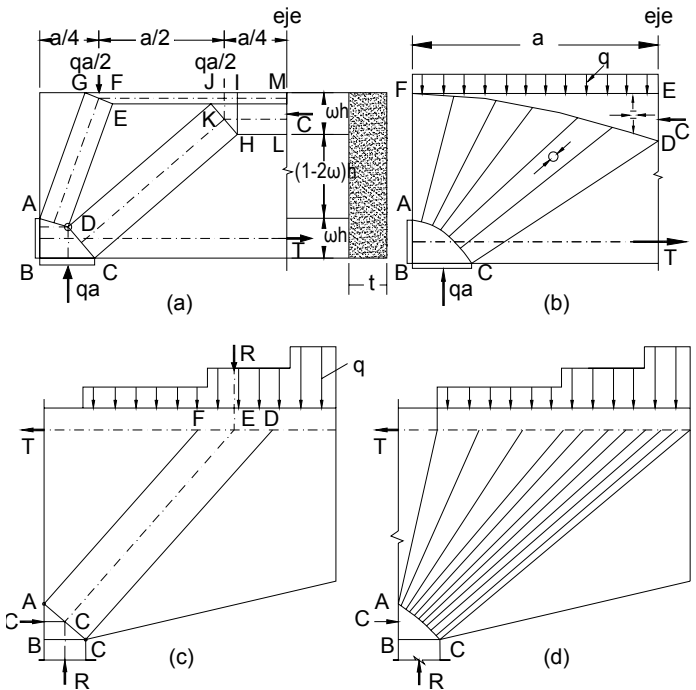 eje
a/4 a/2 a/4
qa/2 qa/2
G F J I M
E K C
H L
ωh
(1-2ω)h
ωh
A
D
B C T
qa
t
(a)
eje
a
q
F E
C
D
A
B C T
qa
(b)
R
q
F E D
T
A
C C
B C
R
(c)
T
A
C
B C
R
(d)